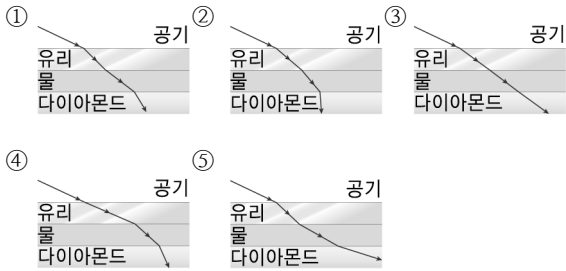 ① 공기
유리
물
다이아몬드
② 공기
유리
물
다이아몬드
③ 공기
유리
물
다이아몬드
④ 공기
유리
물
다이아몬드
⑤ 공기
유리
물
다이아몬드